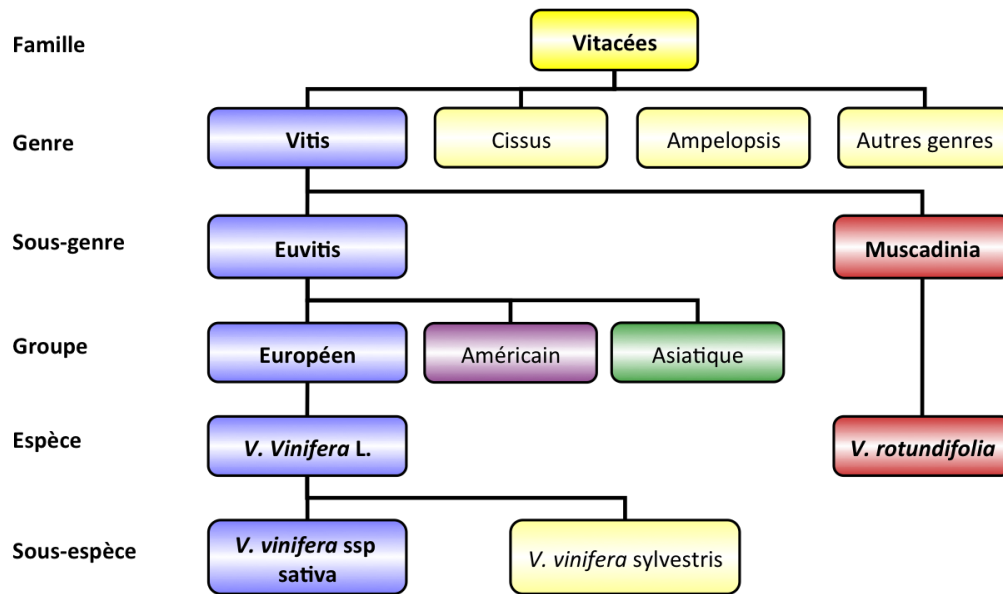 Famille
Vitacées
Genre
Vitis
Cissus
Ampelopsis
Autres genres
Sous-genre
Euvitis
Muscadinia
Groupe
Européen
Américain
Asiatique
Espèce
V. Vinifera L.
V. rotundifolia
Sous-espèce
V. vinifera ssp
sativa
V. vinifera sylvestris